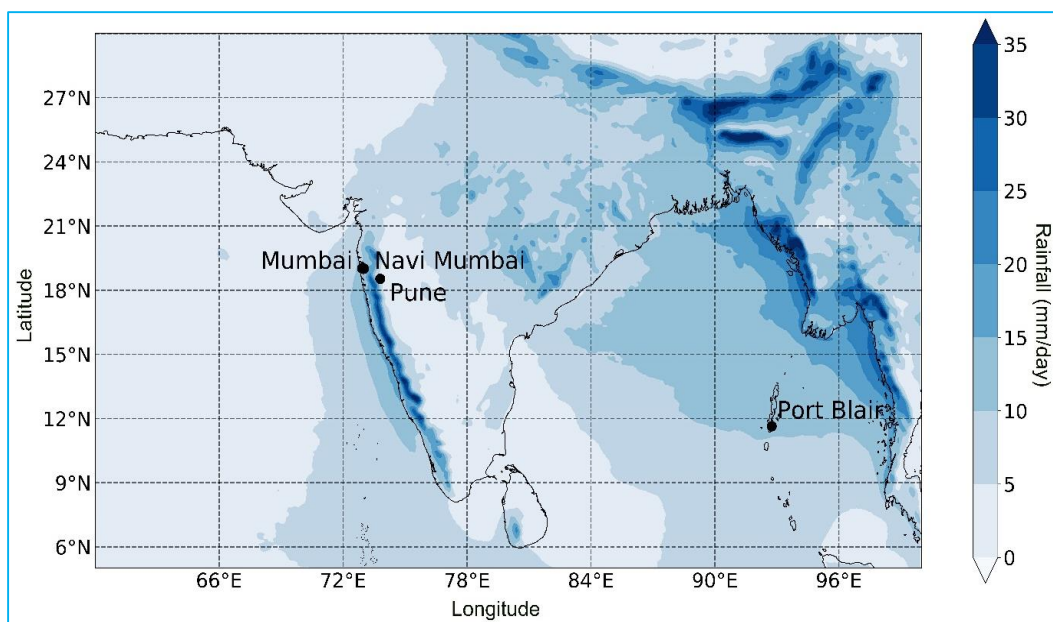 27°N
24°N
21°N
18°N
15°N
12°N
9°N
6°N
Latitude
Mumbai
Navi Mumbai
Pune
Port Blair
66°E
72°E
78°E
84°E
90°E
96°E
Longitude
35
30
25
20
15
10
5
0
Rainfall (mm/day)